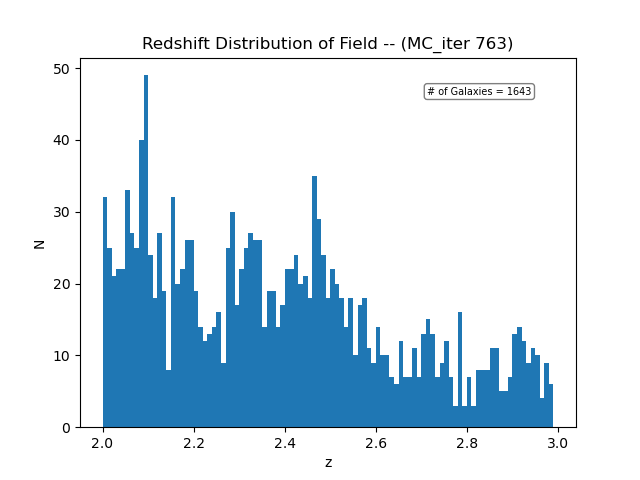 Redshift Distribution of Field -- (MC_iter 763)
# of Galaxies = 1643
50
40
30
20
10
0
N
2.0 2.2 2.4 2.6 2.8 3.0
z